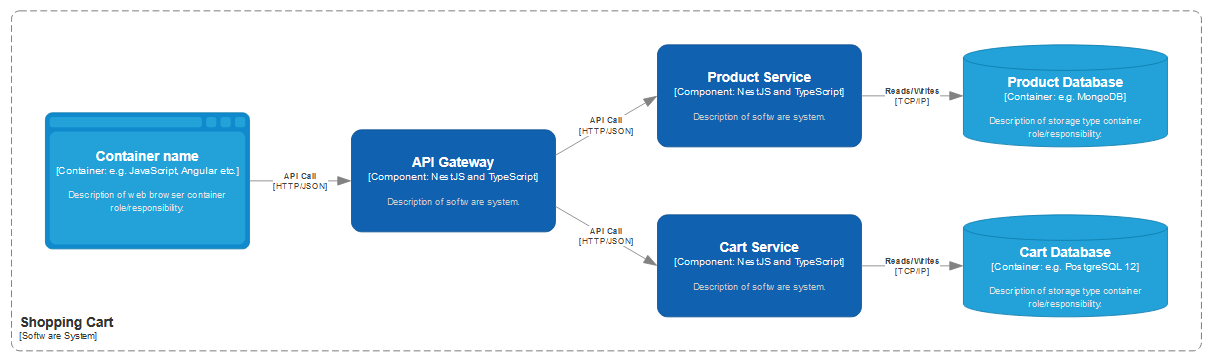 Container name
[Container: e.g. JavaScript, Angular etc.]
Description of web browser container
role/responsibility.
API Call
[HTTP/JSON]
API Gateway
[Component: NestJS and TypeScript]
Description of software system.
API Call
[HTTP/JSON]
Product Service
[Component: NestJS and TypeScript]
Description of software system.
Reads/Writes
[TCP/IP]
Product Database
[Container: e.g. MongoDB]
Description of storage type container
role/responsibility.
API Call
[HTTP/JSON]
Cart Service
[Component: NestJS and TypeScript]
Description of software system.
Reads/Writes
[TCP/IP]
Cart Database
[Container: e.g. PostgreSQL 12]
Description of storage type container
role/responsibility.
Shopping Cart
[Software System]